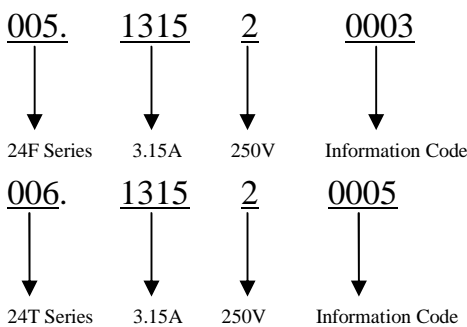 005. 1315 2 0003
24F Series 3.15A 250V Information Code
006. 1315 2 0005
24T Series 3.15A 250V Information Code